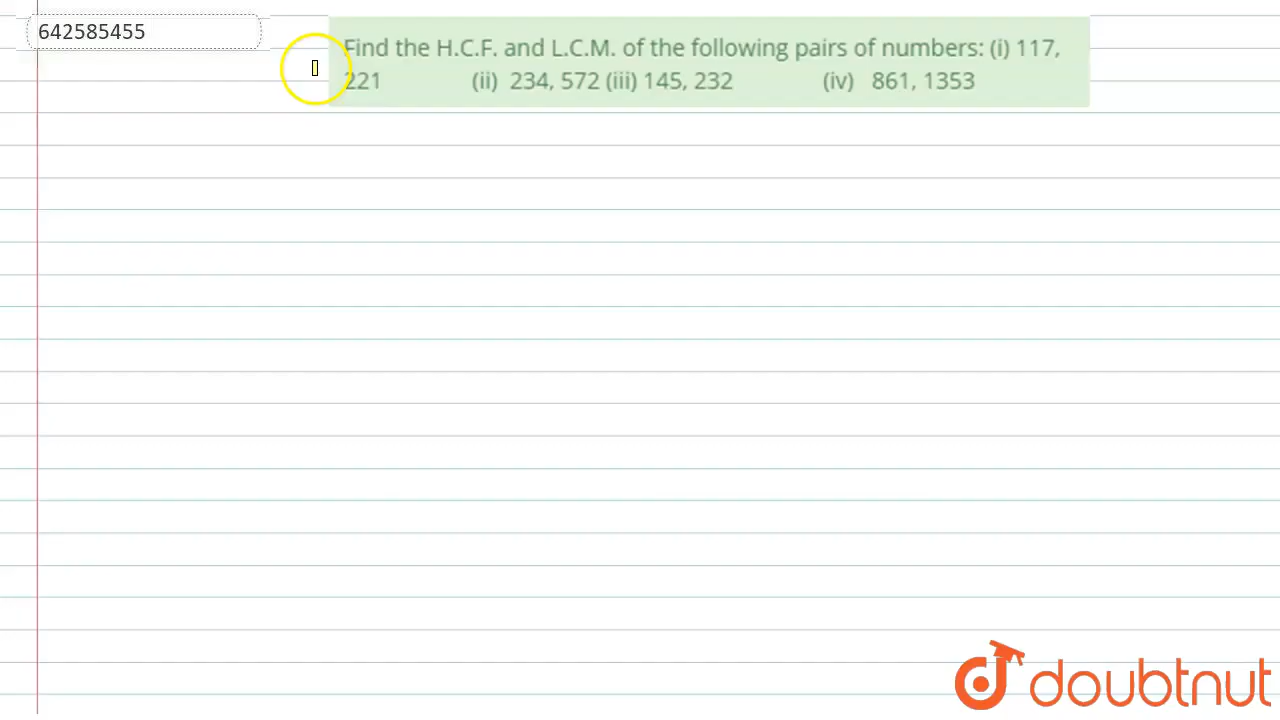 642585455
Find the H.C.F. and L.C.M. of the following pairs of numbers: (i) 117,
221 (ii) 234, 572 (iii) 145, 232 (iv) 861, 1353
doubtnut